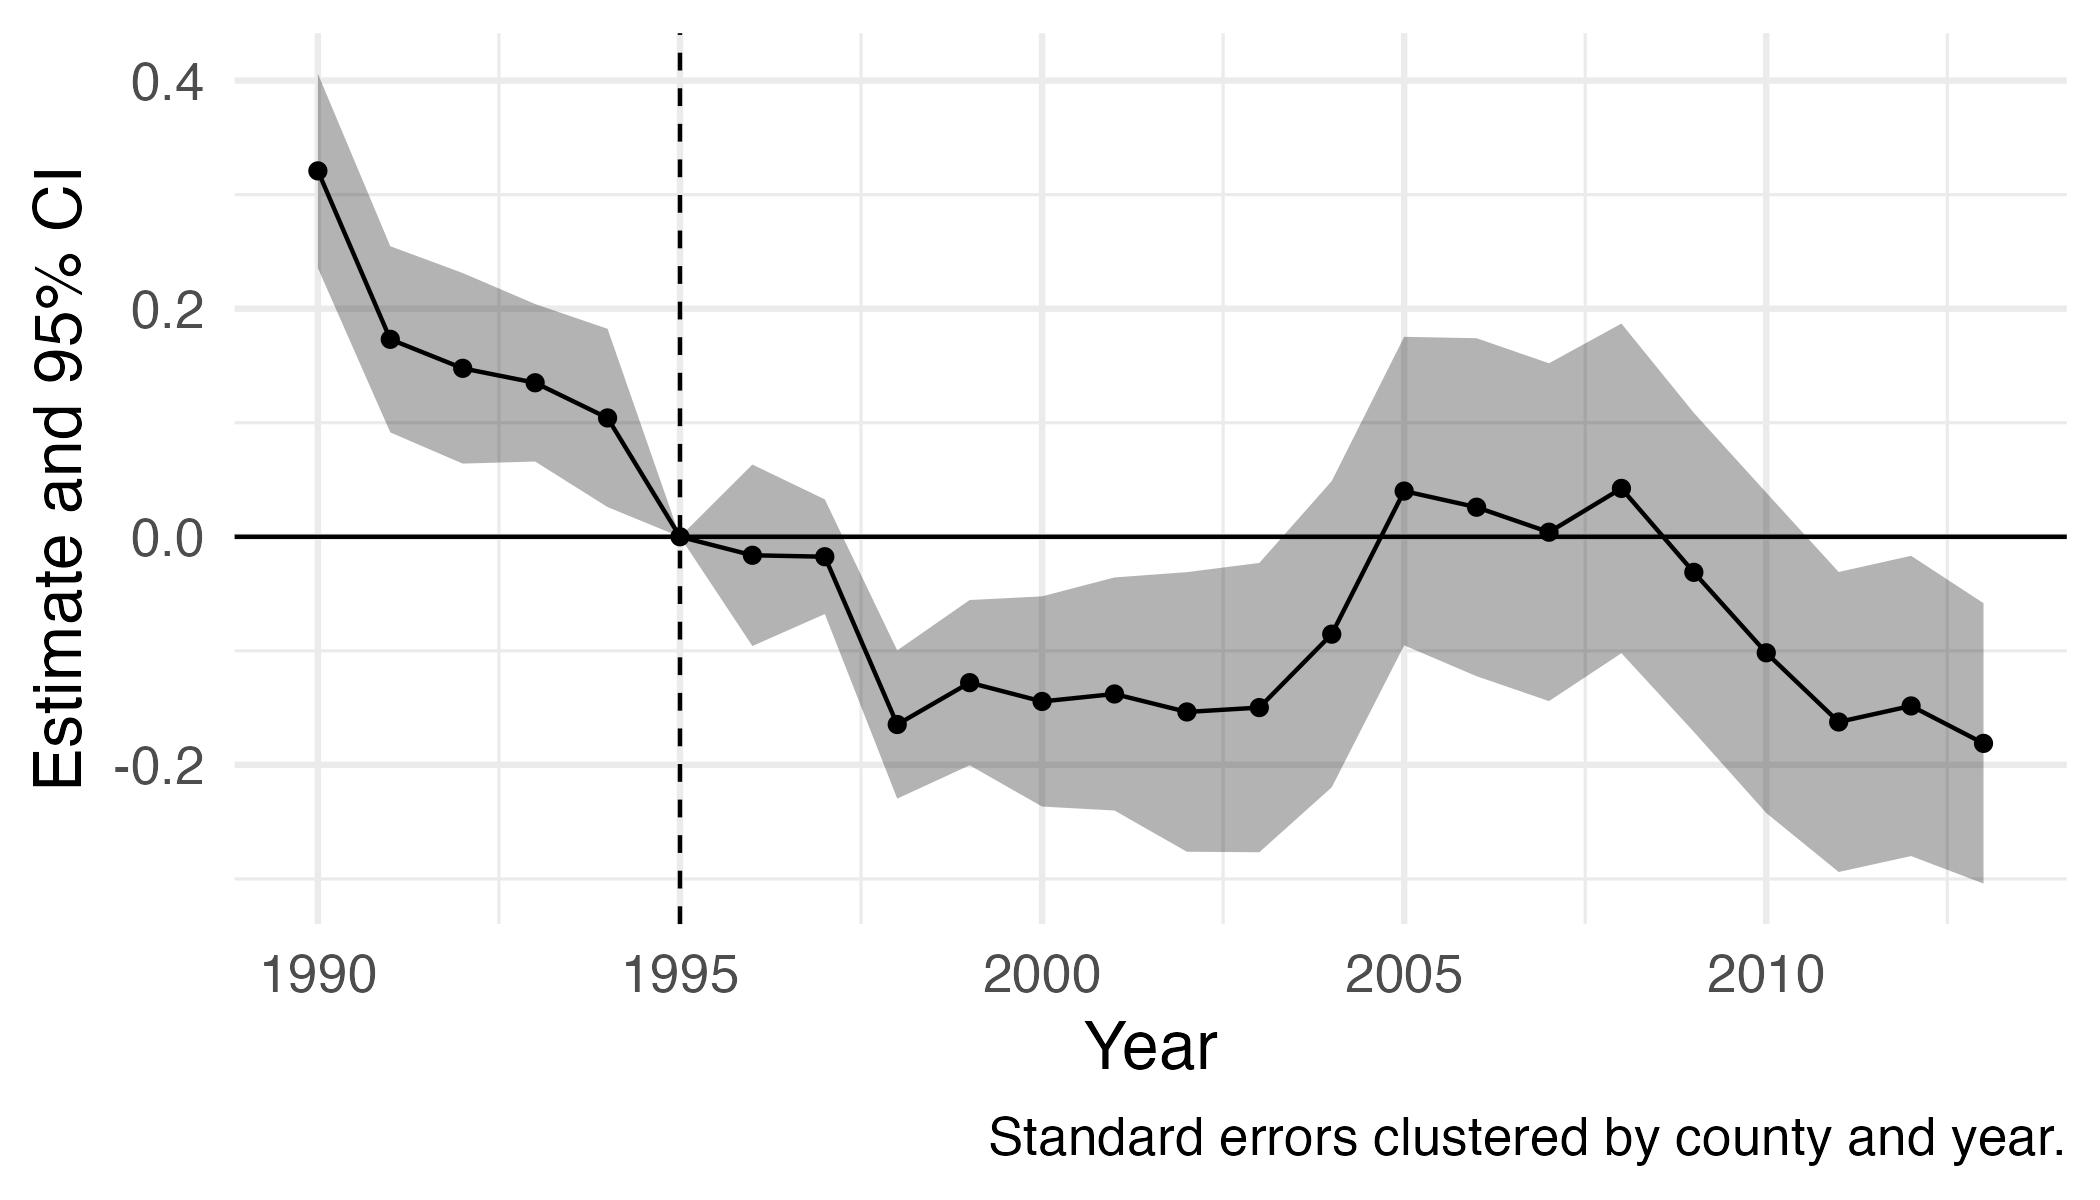 Estimate and 95% CI
0.4
0.2
0.0
-0.2
1990 1995 2000 2005 2010
Year
Standard errors clustered by county and year.